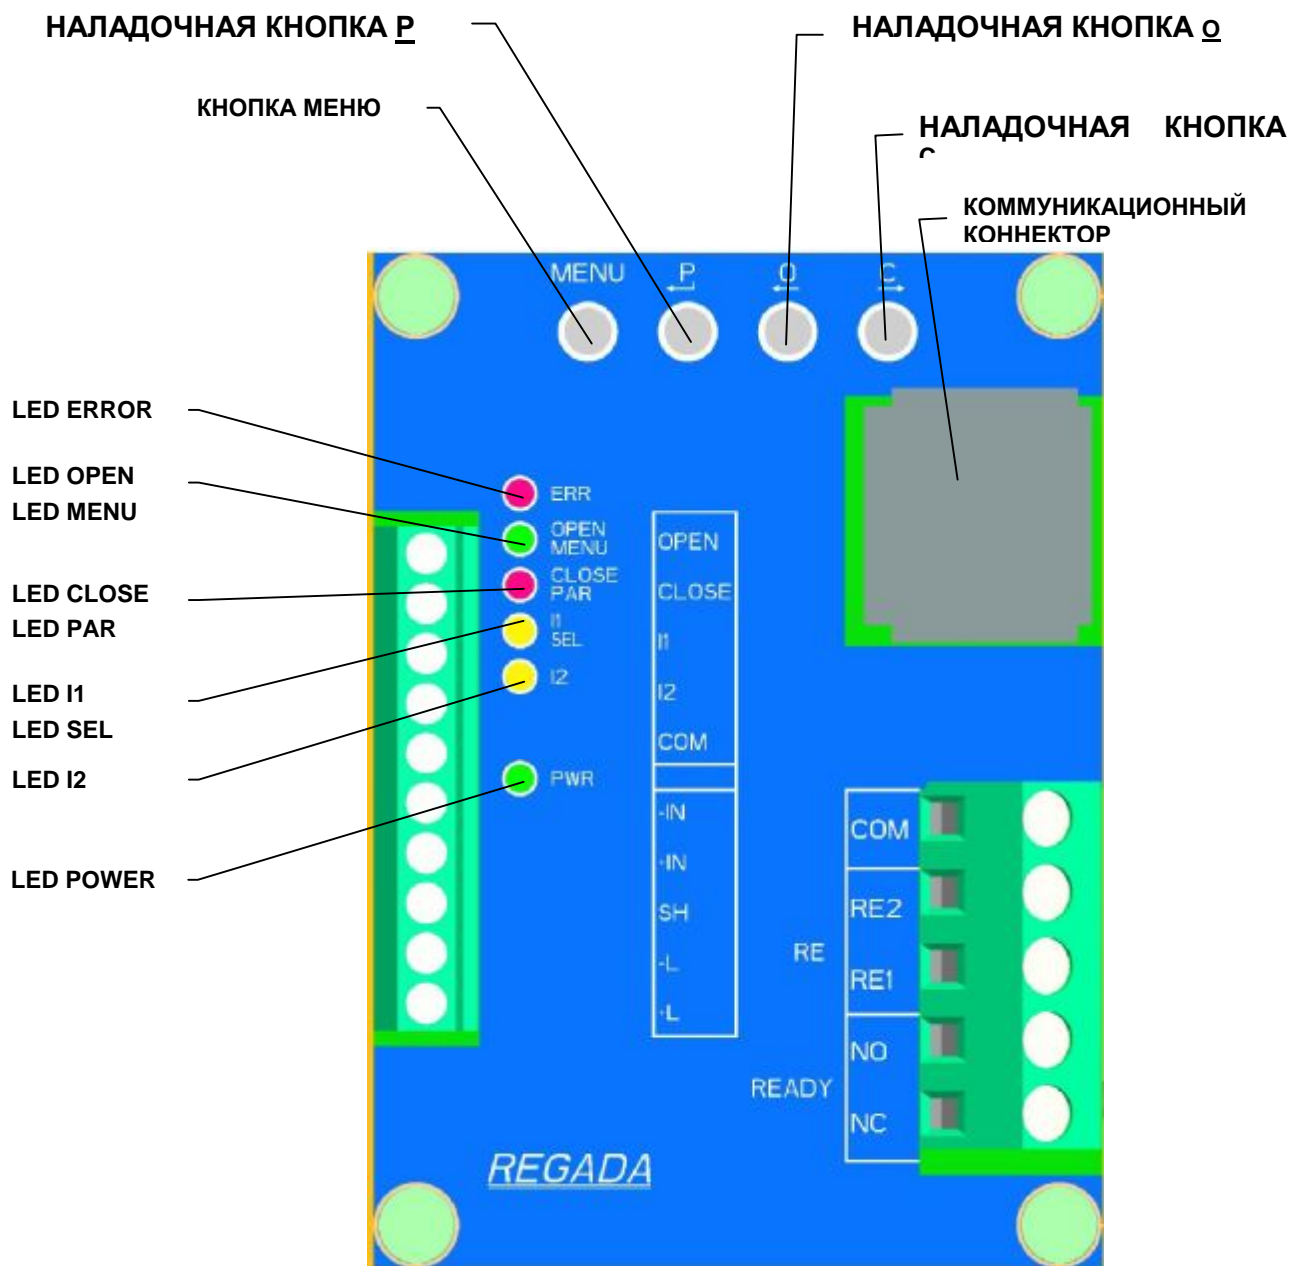 НАЛАДОЧНАЯ КНОПКА P
НАЛАДОЧНАЯ КНОПКА O
КНОПКА МЕНЮ
НАЛАДОЧНАЯ КНОПКА
КОММУНИКАЦИОННЫЙ
КОННЕКТОР
MENU P O C
LED ERROR
LED OPEN
LED MENU
LED CLOSE
LED PAR
LED I1
LED SEL
LED I2
LED POWER
ERR
OPEN
MENU
CLOSE
PAR
I1
SEL
I2
PWR
OPEN
CLOSE
I1
I2
COM
-IN
+IN
SH
-L
+L
COM
RE2
RE
RE1
NO
READY
NC
REGADA